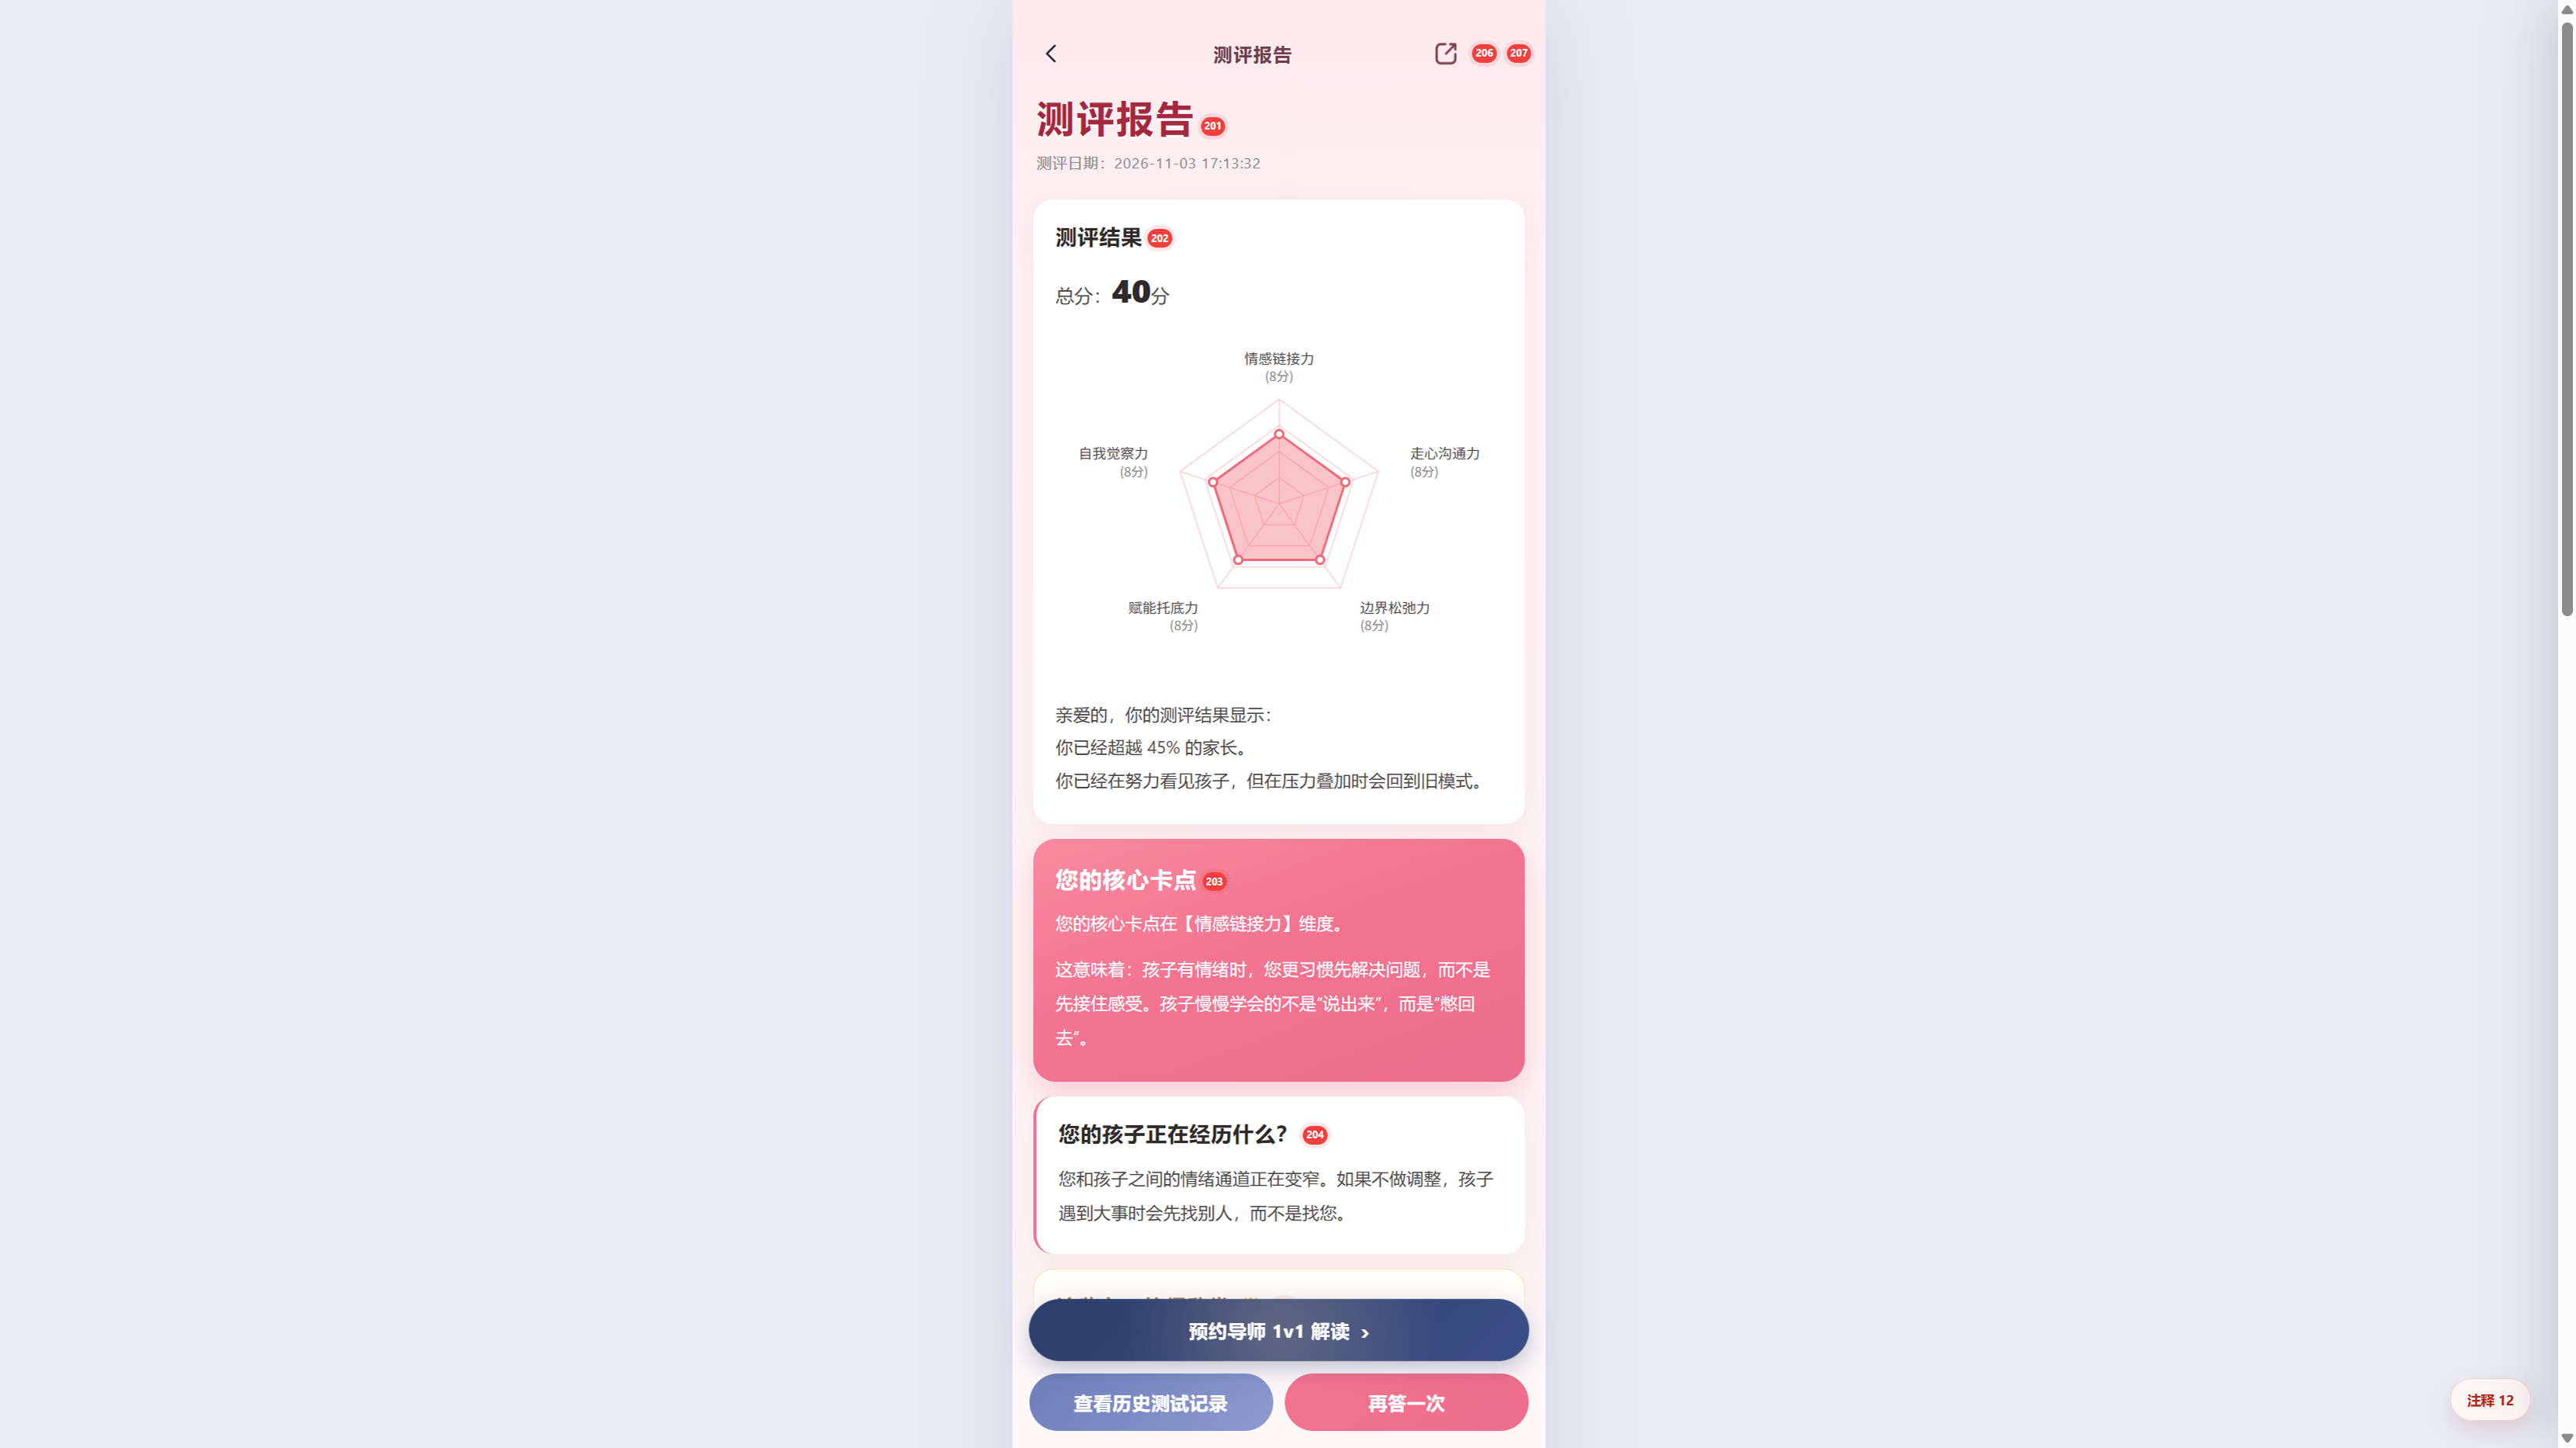 测评报告 206 207
测评报告 201
测评日期：2026-11-03 17:13:32
测评结果 202
总分：40分
情感链接力
(8分)
自我觉察力
(8分)
走心沟通力
(8分)
赋能托底力
(8分)
边界松弛力
(8分)
亲爱的，你的测评结果显示：
你已经超越 45% 的家长。
你已经在努力看见孩子，但在压力叠加时会回到旧模式。
您的核心卡点 203
您的核心卡点在【情感链接力】维度。
这意味着：孩子有情绪时，您更习惯先解决问题，而不是
先接住感受。孩子慢慢学会的不是“说出来”，而是“憋回
去”。
您的孩子正在经历什么？ 204
您和孩子之间的情绪通道正在变窄。如果不做调整，孩子
遇到大事时会先找别人，而不是找您。
预约导师 1v1 解读 ›
查看历史测试记录
再答一次
注释 12